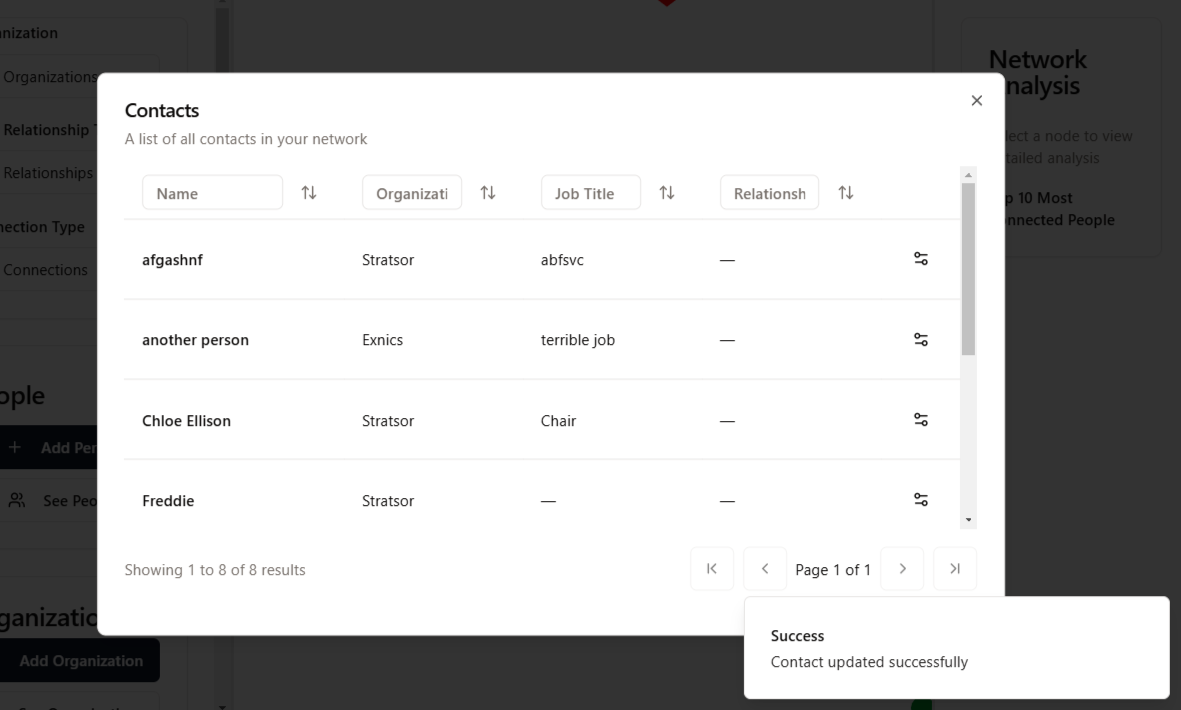 nization
Organizations
Relationship
Relationships
nection Type
Connections
ople
Add Per
See Peo
ganizatio
Add Organization
Contacts
A list of all contacts in your network
Name Organizati Job Title Relationsh
afgashnf Stratsor abfsvc —
another person Exnics terrible job —
Chloe Ellison Stratsor Chair —
Freddie Stratsor — —
Showing 1 to 8 of 8 results
Page 1 of 1
Network
nalysis
lect a node to view
tailed analysis
p 10 Most
nnected People
Success
Contact updated successfully